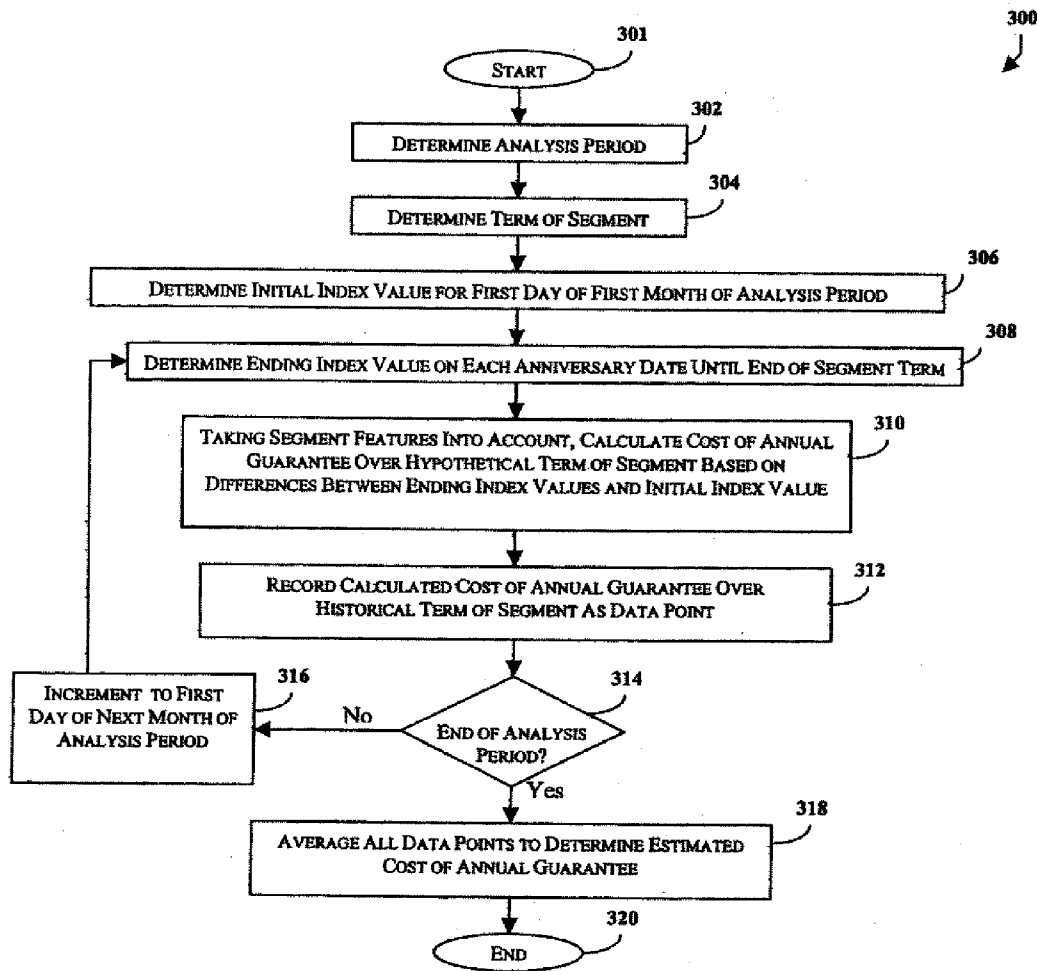 300
301
START
302
DETERMINE ANALYSIS PERIOD
304
DETERMINE TERM OF SEGMENT
306
DETERMINE INITIAL INDEX VALUE FOR FIRST DAY OF FIRST MONTH OF ANALYSIS PERIOD
308
DETERMINE ENDING INDEX VALUE ON EACH ANNIVERSARY DATE UNTIL END OF SEGMENT TERM
310
TAKING SEGMENT FEATURES INTO ACCOUNT, CALCULATE COST OF ANNUAL
GUARANTEE OVER HYPOTHETICAL TERM OF SEGMENT BASED ON
DIFFERENCES BETWEEN ENDING INDEX VALUES AND INITIAL INDEX VALUE
312
RECORD CALCULATED COST OF ANNUAL GUARANTEE OVER
HISTORICAL TERM OF SEGMENT AS DATA POINT
314
END OF ANALYSIS
PERIOD?
No
316
INCREMENT TO FIRST
DAY OF NEXT MONTH OF
ANALYSIS PERIOD
Yes
318
AVERAGE ALL DATA POINTS TO DETERMINE ESTIMATED
COST OF ANNUAL GUARANTEE
320
END